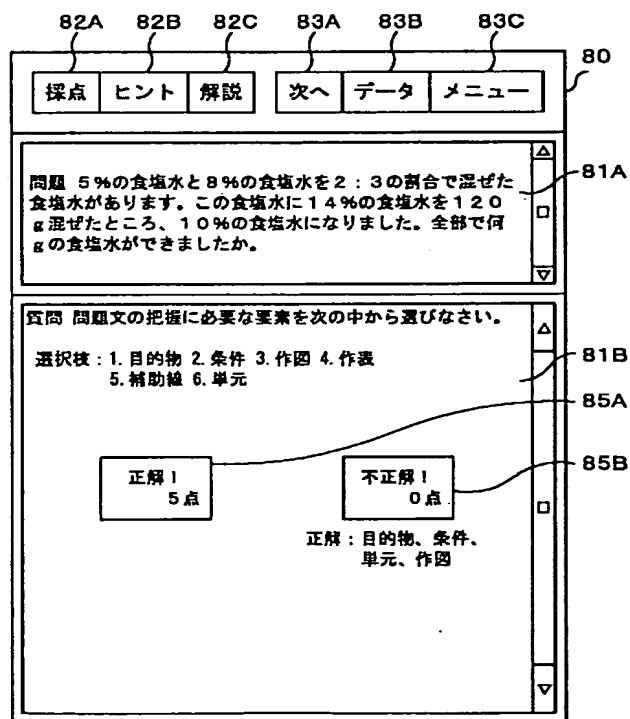 82A 82B 82C 83A 83B 83C
80
採点 ヒント 解説 次へ データ メニュー
81A
問題 5%の食塩水と8%の食塩水を2:3の割合で混ぜた
食塩水があります。この食塩水に14%の食塩水を120
g混ぜたところ、10%の食塩水になりました。全部で何
gの食塩水ができましたか。
質問 問題文の把握に必要な要素を次の中から選びなさい。
選択枝:1.目的物 2.条件 3.作図 4.作表
5.補助線 6.単元
81B
85A
85B
正解! 不正解!
5点 0点
正解:目的物、条件、
単元、作図